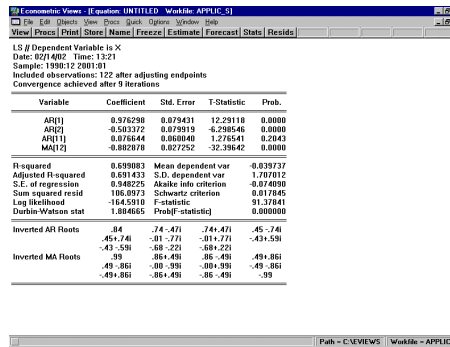 Econometric Views - [Equation: UNTITLED Workfile: APPLIC_S]
File Edit Objects View Procs Quick Options Window Help
View Procs Print Store Name Freeze Estimate Forecast Stats Resids
LS // Dependent Variable is X
Date: 02/14/02 Time: 13:21
Sample: 1990:12 2001:01
Included observations: 122 after adjusting endpoints
Convergence achieved after 9 iterations
Variable Coefficient Std. Error T-Statistic Prob.
AR(1) 0.976298 0.079431 12.29118 0.0000
AR(2) -0.503372 0.079919 -6.298546 0.0000
AR(11) 0.076644 0.060040 1.276541 0.2043
MA(12) -0.882878 0.027252 -32.39642 0.0000
R-squared 0.699083 Mean dependent var -0.039737
Adjusted R-squared 0.691433 S.D. dependent var 1.707012
S.E. of regression 0.948225 Akaike info criterion -0.074090
Sum squared resid 106.0973 Schwartz criterion 0.017845
Log likelihood -164.5910 F-statistic 91.37841
Durbin-Watson stat 1.884665 Prob(F-statistic) 0.000000
Inverted AR Roots .84 .74 -.47i .74+.47i .45 -.74i
.45+.74i -.01 -.77i -.01+.77i -.43+.59i
-.43 -.59i -.68 -.22i -.68+.22i
Inverted MA Roots .99 .86+.49i .86 -.49i .49+.86i
.49 -.86i -.00 -.99i -.00+.99i -.49 -.86i
-.49+.86i -.86+.49i -.86 -.49i -.99
Path = C:\EVIEWS Workfile = APPLIC